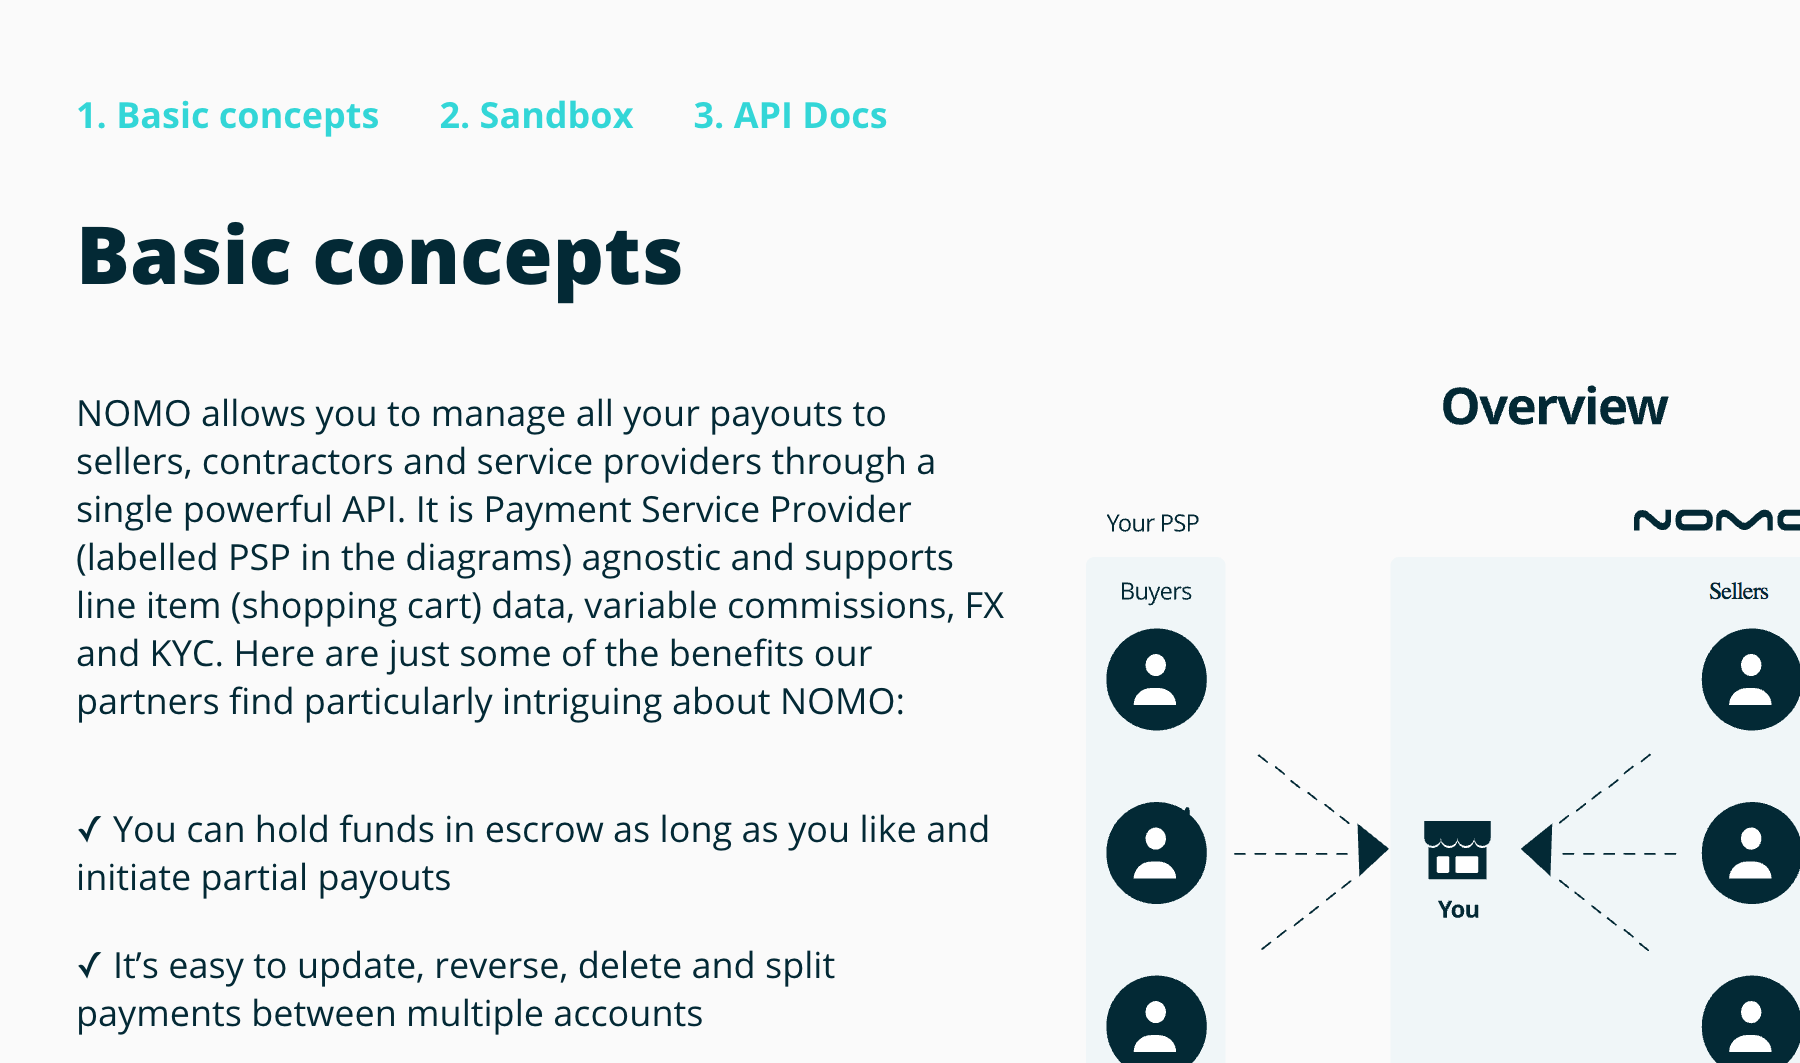 1. Basic concepts 2. Sandbox 3. API Docs
Basic concepts
NOMO allows you to manage all your payouts to
sellers, contractors and service providers through a
single powerful API. It is Payment Service Provider
(labelled PSP in the diagrams) agnostic and supports
line item (shopping cart) data, variable commissions, FX
and KYC. Here are just some of the benefits our
partners find particularly intriguing about NOMO:
✓ You can hold funds in escrow as long as you like and
initiate partial payouts
✓ It’s easy to update, reverse, delete and split
payments between multiple accounts
Overview
Your PSP
NOMO
Buyers
Sellers
You